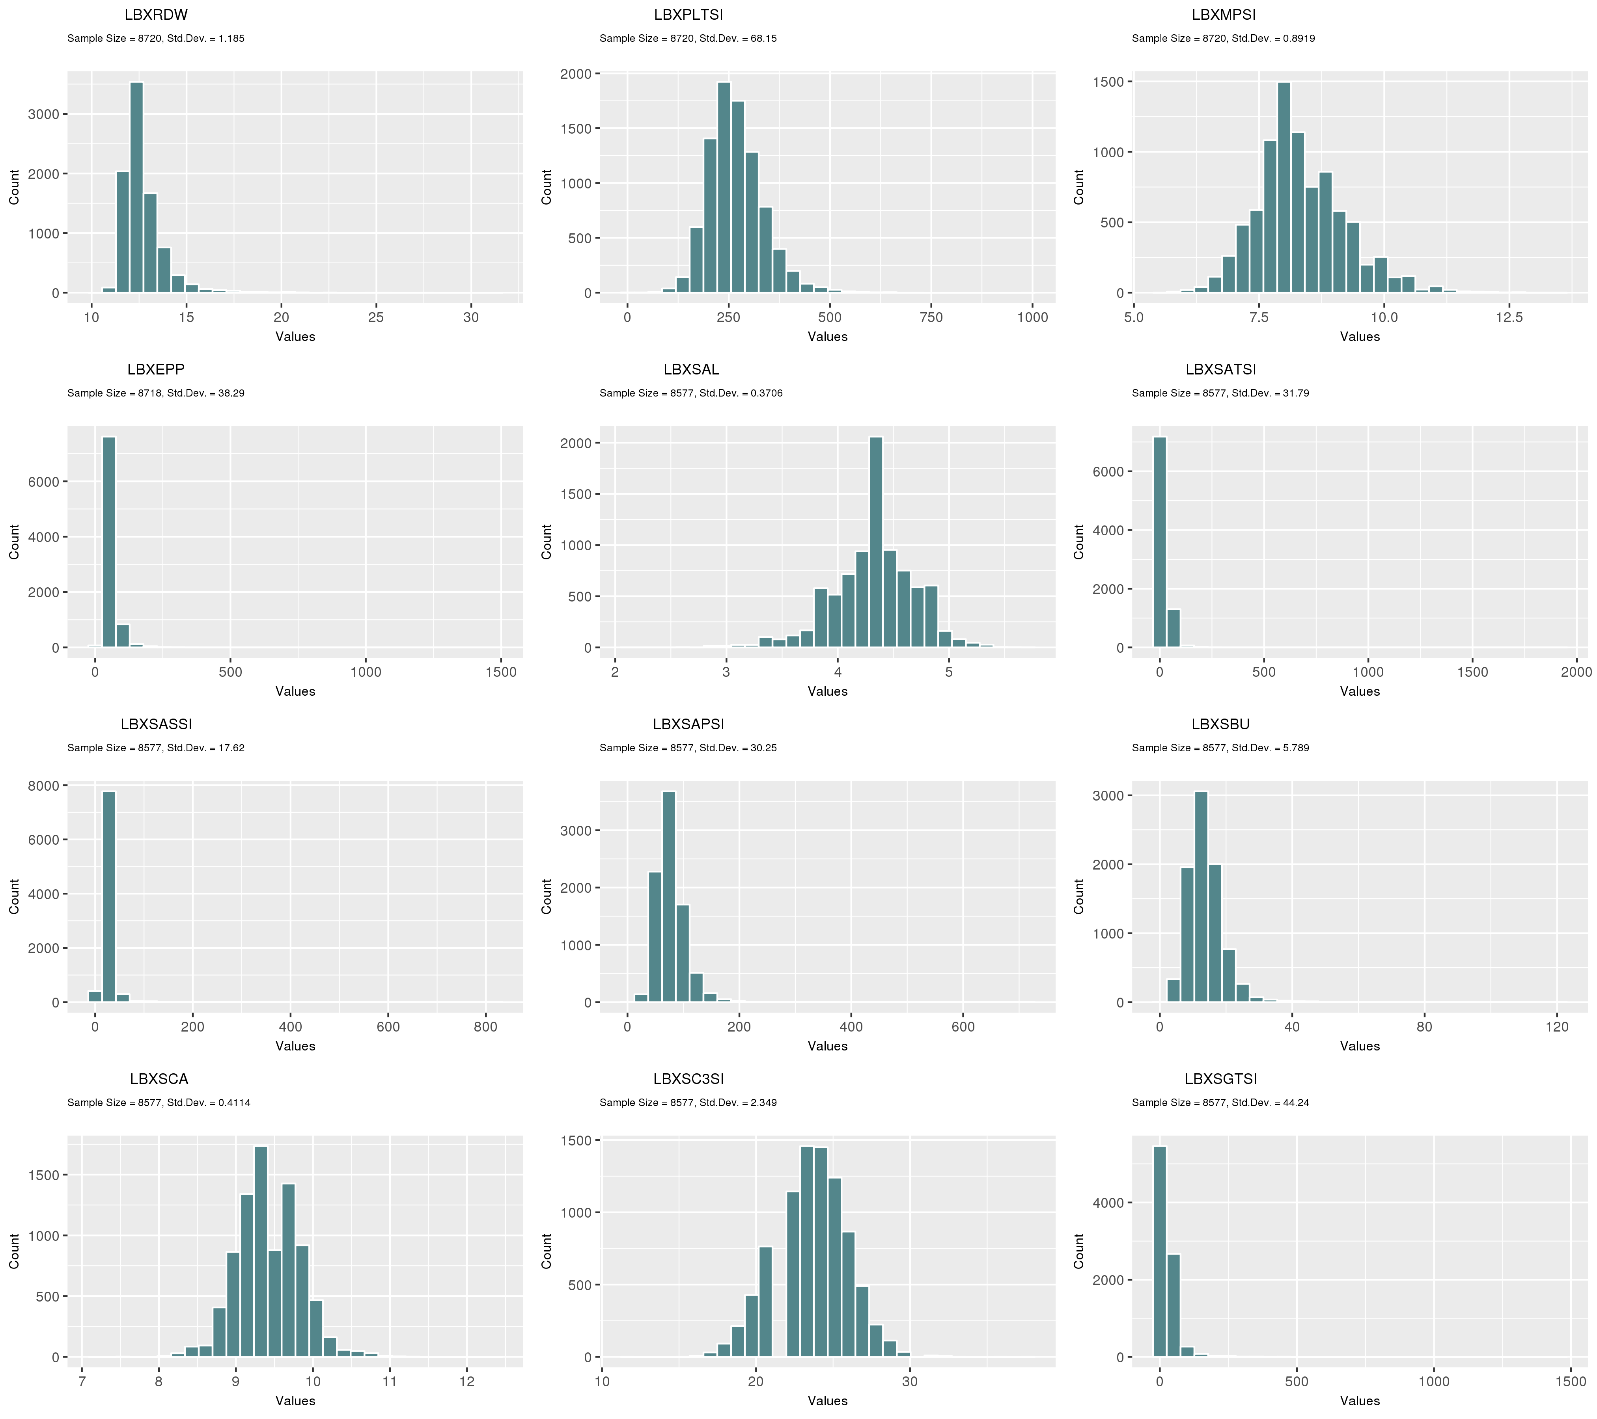 LBXRDW
Sample Size = 8720, Std.Dev. = 1.185
3000
2000
1000
0
Count
10 15 20 25 30
Values
LBXPLTSI
Sample Size = 8720, Std.Dev. = 68.15
2000
1500
1000
500
0
Count
0 250 500 750 1000
Values
LBXMPSI
Sample Size = 8720, Std.Dev. = 0.8919
1500
1000
500
0
Count
5.0 7.5 10.0 12.5
Values
LBXEPP
Sample Size = 8718, Std.Dev. = 38.29
6000
4000
2000
0
Count
0 500 1000 1500
Values
LBXSAL
Sample Size = 8577, Std.Dev. = 0.3706
2000
1500
1000
500
0
Count
2 3 4 5
Values
LBXSATSI
Sample Size = 8577, Std.Dev. = 31.79
6000
4000
2000
0
Count
0 500 1000 1500 2000
Values
LBXSASSI
Sample Size = 8577, Std.Dev. = 17.62
8000
6000
4000
2000
0
Count
0 200 400 600 800
Values
LBXSAPSI
Sample Size = 8577, Std.Dev. = 30.25
3000
2000
1000
0
Count
0 200 400 600
Values
LBXSBU
Sample Size = 8577, Std.Dev. = 5.789
3000
2000
1000
0
Count
0 40 80 120
Values
LBXSCA
Sample Size = 8577, Std.Dev. = 0.4114
1500
1000
500
0
Count
7 8 9 10 11 12
Values
LBXSC3SI
Sample Size = 8577, Std.Dev. = 2.349
1500
1000
500
0
Count
10 20 30
Values
LBXSGTSI
Sample Size = 8577, Std.Dev. = 44.24
4000
2000
0
Count
0 500 1000 1500
Values